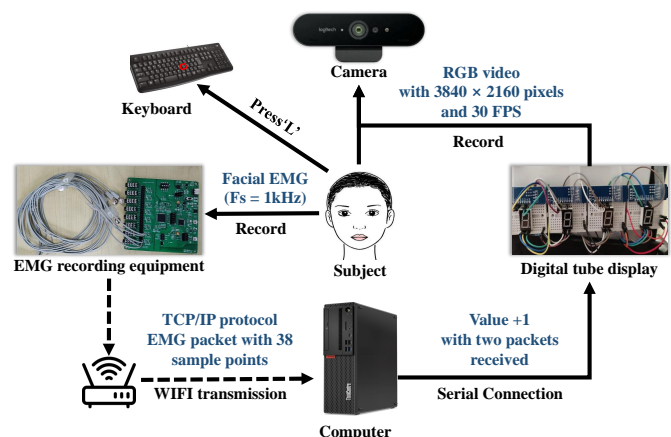 logitech
Camera
Keyboard
Press'L'
RGB video
with 3840 × 2160 pixels
and 30 FPS
Record
Facial EMG
(Fs = 1kHz)
Record
EMG recording equipment
Subject
Digital tube display
TCP/IP protocol
EMG packet with 38
sample points
WIFI transmission
Value +1
with two packets
received
Serial Connection
ThinkCentre
Computer